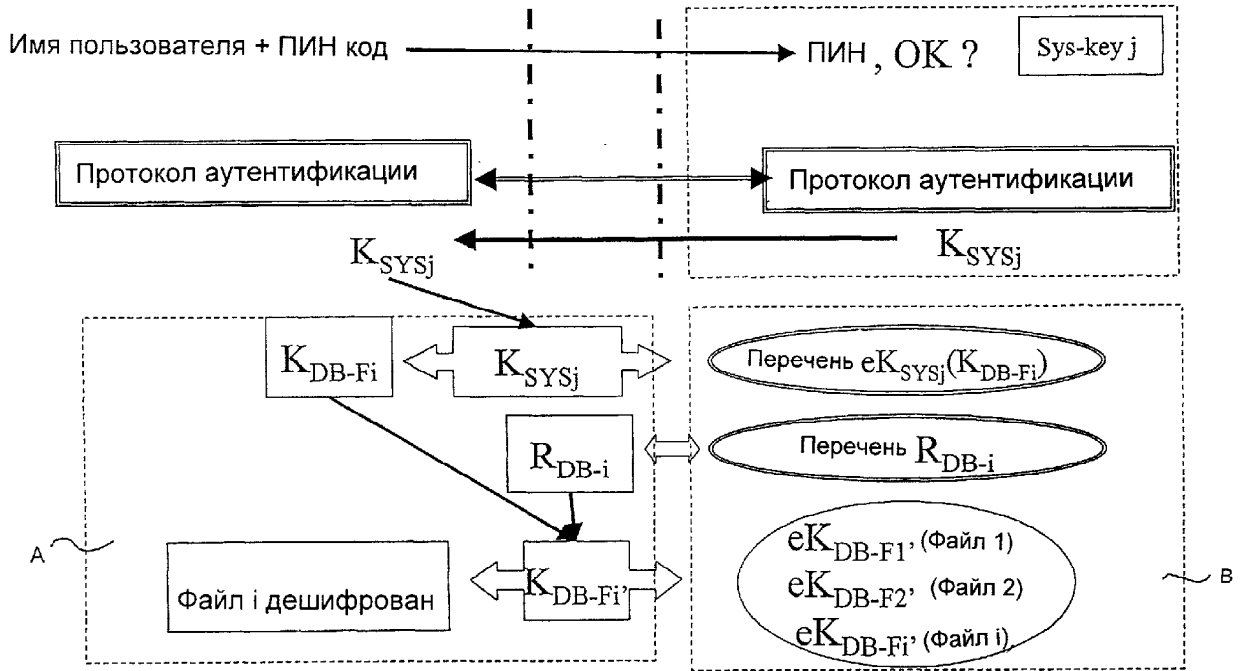 Имя пользователя + ПИН код
ПИН , OK ?
Sys-key j
Протокол аутентификации
Протокол аутентификации
K_SYSj
K_SYSj
K_DB-Fi
K_SYSj
Перечень eK_SYSj(K_DB-Fi)
R_DB-i
Перечень R_DB-i
A
Файл i дешифрован
K_DB-Fi'
eK_DB-F1' (Файл 1)
eK_DB-F2' (Файл 2)
eK_DB-Fi' (Файл i)
B